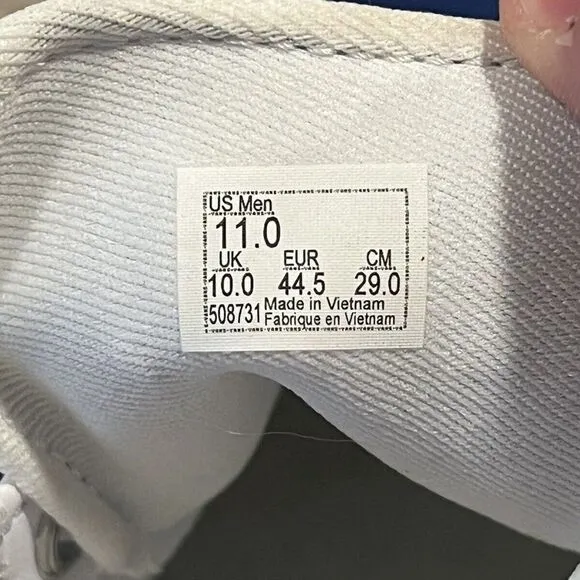 US Men
11.0
UK EUR CM
10.0 44.5 29.0
508731 Made in Vietnam
Fabrique en Vietnam